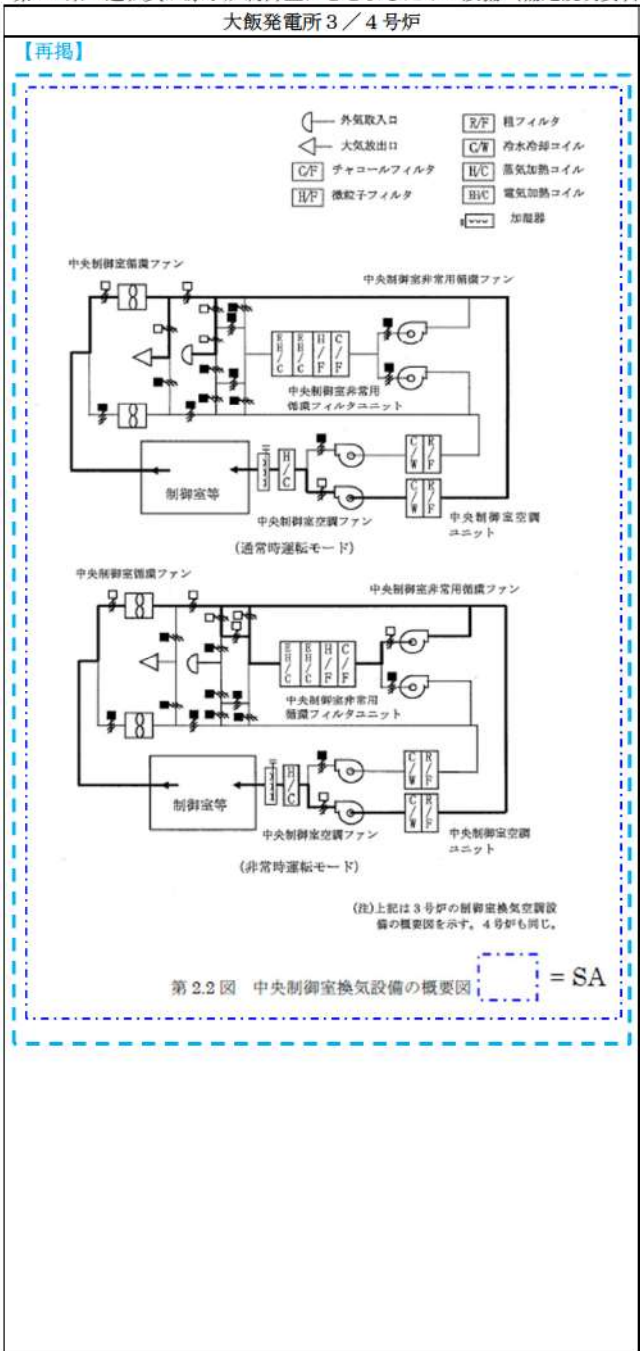 大飯発電所3/4号炉
【再掲】
外気取入口
大気放出口
C/F チャコールフィルタ
H/F 微粒子フィルタ
R/F 粗フィルタ
C/W 冷水冷却コイル
H/C 蒸気加熱コイル
加湿器
電気加熱コイル
中央制御室循環ファン
中央制御室非常用循環ファン
EH/C
EH/C
H/F
C/F
中央制御室非常用
循環フィルタユニット
C/W
R/F
H/C
制御室等
C/W
R/F
中央制御室空調ファン
中央制御室空調
ユニット
(通常時運転モード)
中央制御室循環ファン
中央制御室非常用循環ファン
EH/C
EH/C
H/F
C/F
中央制御室非常用
循環フィルタユニット
C/W
R/F
H/C
制御室等
C/W
R/F
中央制御室空調ファン
中央制御室空調
ユニット
(非常時運転モード)
(注)上記は3号炉の制御室換気空調設
備の概要図を示す。4号炉も同じ。
第 2.2 図 中央制御室換気設備の概要図
= SA